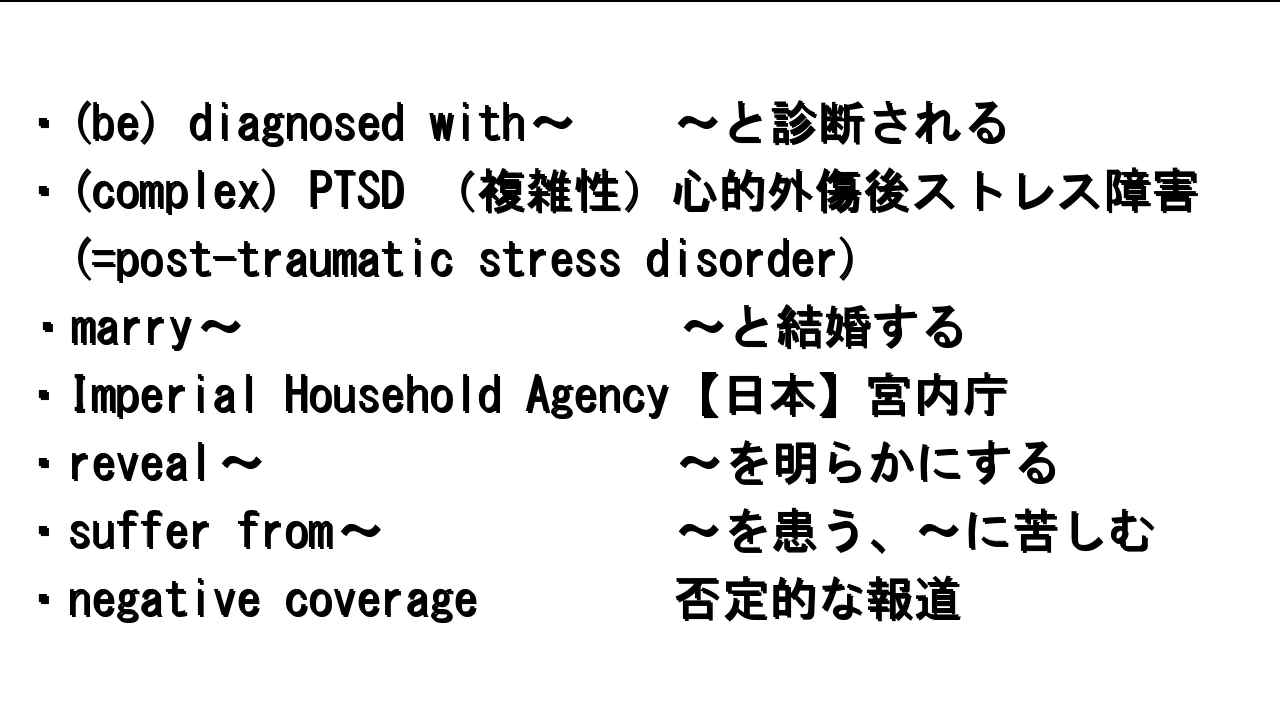 ・(be) diagnosed with～　　～と診断される
・(complex) PTSD （複雑性）心的外傷後ストレス障害
(=post-traumatic stress disorder)
・marry～　　～と結婚する
・Imperial Household Agency【日本】宮内庁
・reveal～　　～を明らかにする
・suffer from～　　～を患う、～に苦しむ
・negative coverage　　否定的な報道